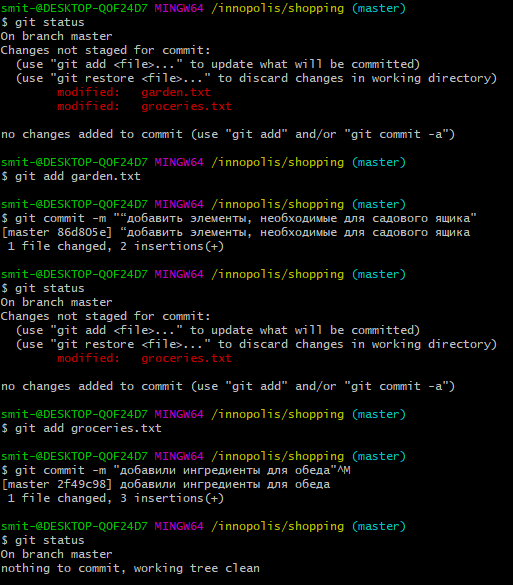 smit-@DESKTOP-QOF24D7 MINGW64 /innopolis/shopping (master)
$ git status
On branch master
Changes not staged for commit:
  (use "git add <file>..." to update what will be committed)
  (use "git restore <file>..." to discard changes in working directory)
        modified:   garden.txt
        modified:   groceries.txt

no changes added to commit (use "git add" and/or "git commit -a")

smit-@DESKTOP-QOF24D7 MINGW64 /innopolis/shopping (master)
$ git add garden.txt

smit-@DESKTOP-QOF24D7 MINGW64 /innopolis/shopping (master)
$ git commit -m "“добавить элементы, необходимые для садового ящика"
[master 86d805e] “добавить элементы, необходимые для садового ящика
 1 file changed, 2 insertions(+)

smit-@DESKTOP-QOF24D7 MINGW64 /innopolis/shopping (master)
$ git status
On branch master
Changes not staged for commit:
  (use "git add <file>..." to update what will be committed)
  (use "git restore <file>..." to discard changes in working directory)
        modified:   groceries.txt

no changes added to commit (use "git add" and/or "git commit -a")

smit-@DESKTOP-QOF24D7 MINGW64 /innopolis/shopping (master)
$ git add groceries.txt

smit-@DESKTOP-QOF24D7 MINGW64 /innopolis/shopping (master)
$ git commit -m "добавили ингредиенты для обеда"^M
[master 2f49c98] добавили ингредиенты для обеда
 1 file changed, 3 insertions(+)

smit-@DESKTOP-QOF24D7 MINGW64 /innopolis/shopping (master)
$ git status
On branch master
nothing to commit, working tree clean